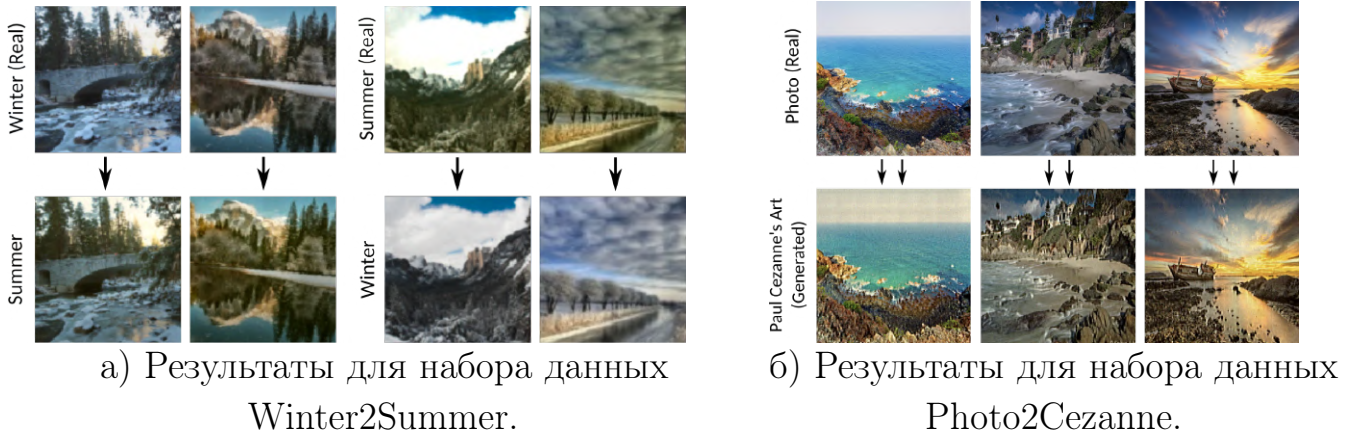 Winter (Real)
Summer
Summer (Real)
Winter
а) Результаты для набора данных
Winter2Summer.
Photo (Real)
Paul Cezanne's Art
(Generated)
б) Результаты для набора данных
Photo2Cezanne.